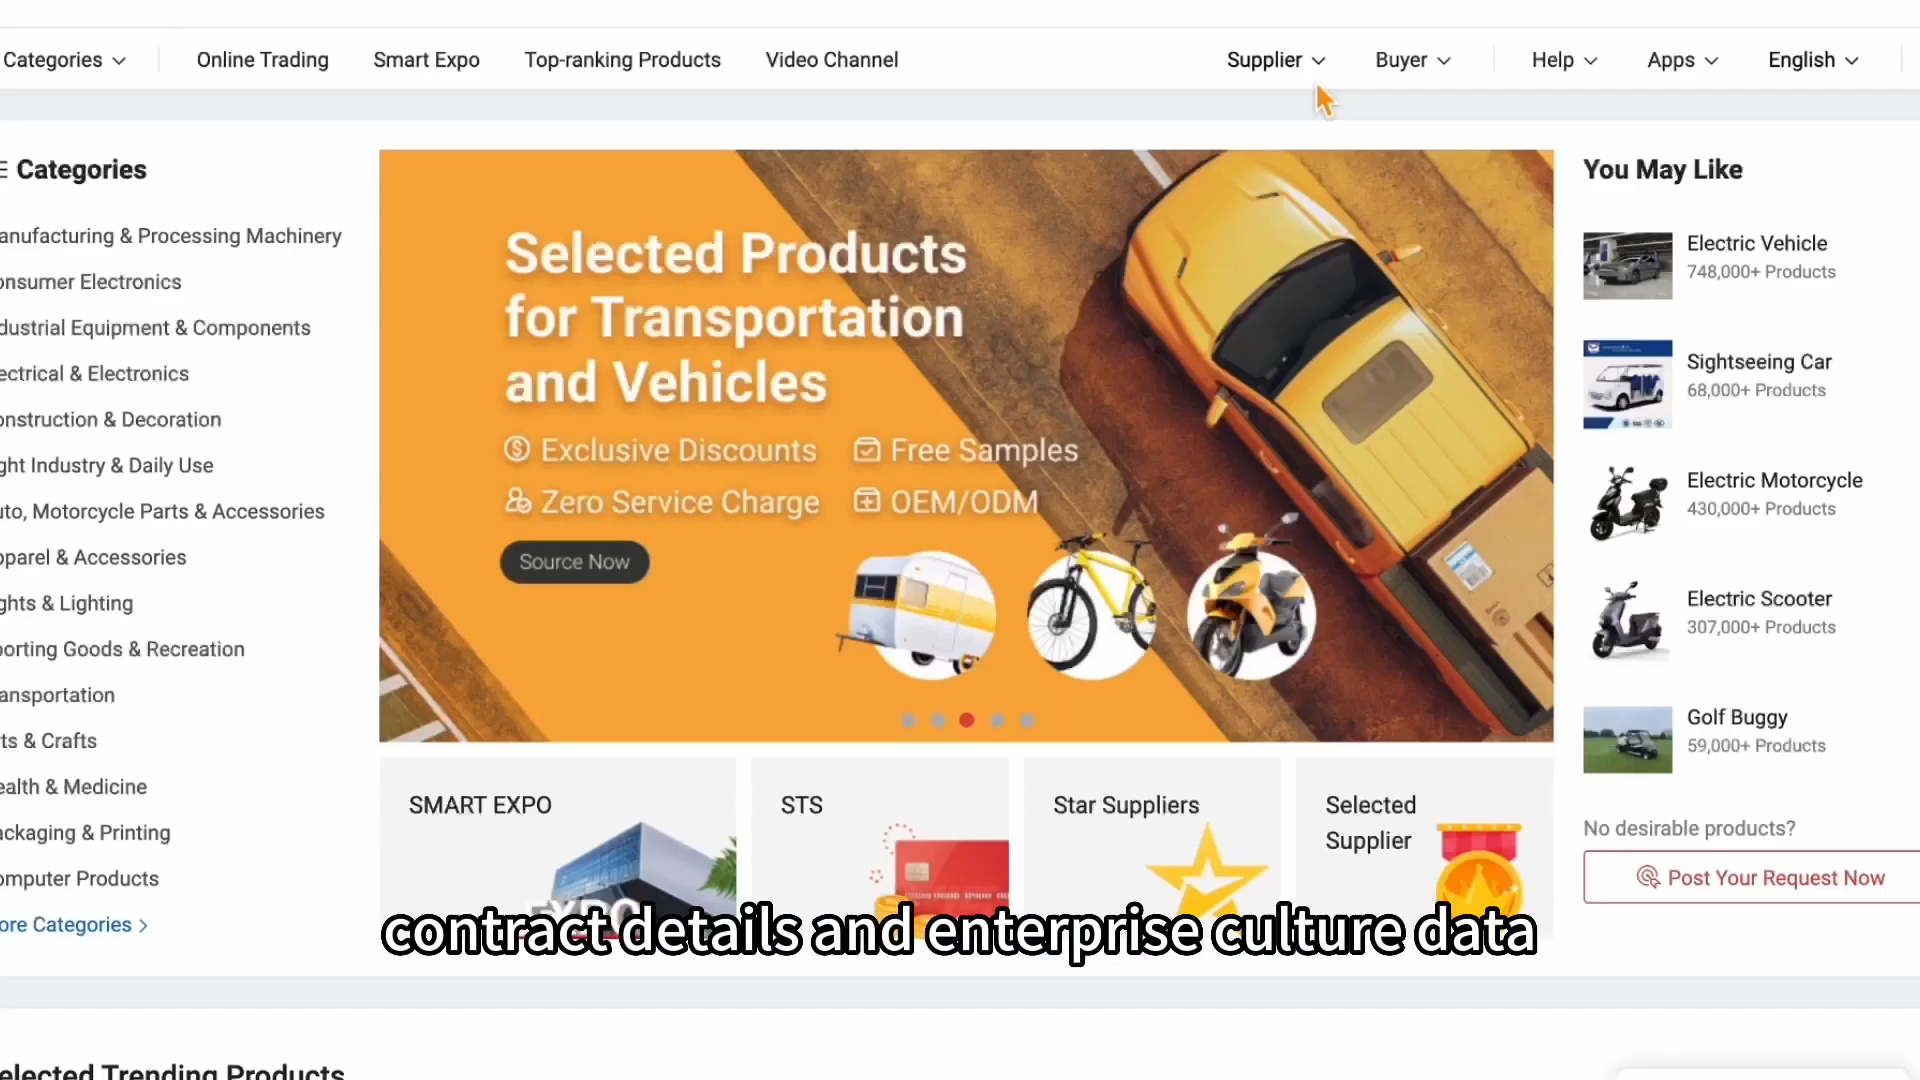 Categories
Online Trading
Smart Expo
Top-ranking Products
Video Channel
Supplier
Buyer
Help
Apps
English
Categories
anufacturing & Processing Machinery
onsumer Electronics
dustrial Equipment & Components
ectrical & Electronics
onstruction & Decoration
ght Industry & Daily Use
uto, Motorcycle Parts & Accessories
pparel & Accessories
ghts & Lighting
porting Goods & Recreation
ansportation
ts & Crafts
ealth & Medicine
ackaging & Printing
omputer Products
ore Categories
Selected Products
for Transportation
and Vehicles
Exclusive Discounts
Free Samples
Zero Service Charge
OEM/ODM
Source Now
You May Like
Electric Vehicle
748,000+ Products
Sightseeing Car
68,000+ Products
Electric Motorcycle
430,000+ Products
Electric Scooter
307,000+ Products
Golf Buggy
59,000+ Products
No desirable products?
Post Your Request Now
SMART EXPO
EXPO
STS
Star Suppliers
Selected
Supplier
contract details and enterprise culture data
elected Trending Products